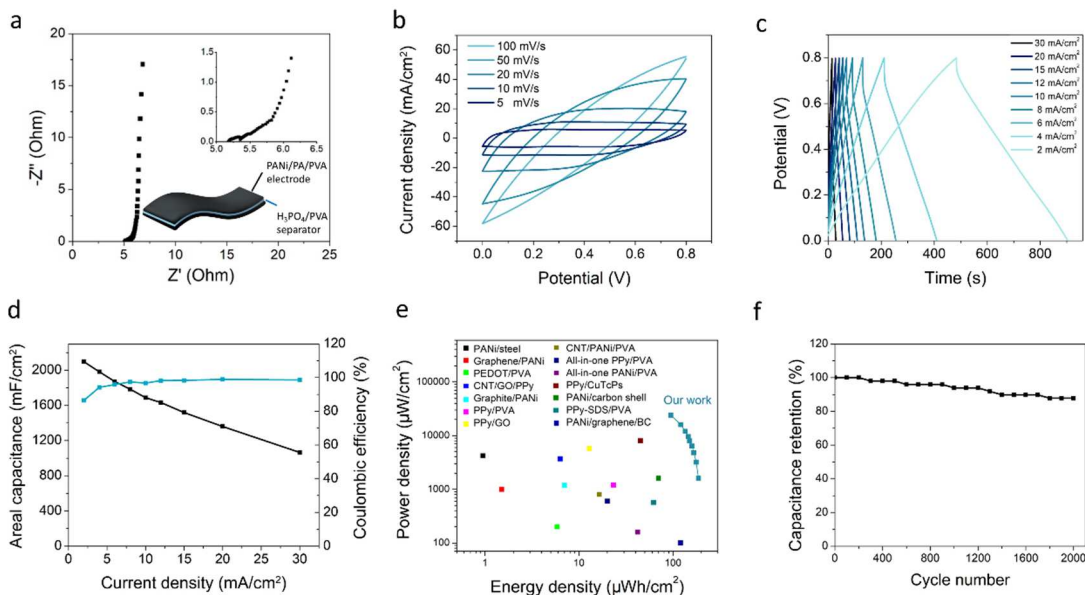 a
20
15
10
5
0
-Z'' (Ohm)
0 5 10 15 20 25
Z' (Ohm)
1.5
1.0
0.5
0.0
5.0 5.5 6.0 6.5
PANi/PA/PVA
electrode
H₃PO₄/PVA
separator
b
60
40
20
0
-20
-40
-60
Current density (mA/cm²)
100 mV/s
50 mV/s
20 mV/s
10 mV/s
5 mV/s
0.0 0.2 0.4 0.6 0.8
Potential (V)
c
0.8
0.4
0.0
Potential (V)
30 mA/cm²
20 mA/cm²
15 mA/cm²
12 mA/cm²
10 mA/cm²
8 mA/cm²
6 mA/cm²
4 mA/cm²
2 mA/cm²
0 200 400 600 800
Time (s)
d
2000
1600
1200
800
400
0
Areal capacitance (mF/cm²)
120
100
80
60
40
20
0
Coulombic efficiency (%)
0 5 10 15 20 25 30
Current density (mA/cm²)
e
100000
10000
1000
100
Power density (µW/cm²)
PANi/steel
Graphene/PANi
PEDOT/PVA
CNT/GO/PPy
Graphite/PANi
PPy/PVA
PPy/GO
CNT/PANi/PVA
All-in-one PPy/PVA
All-in-one PANi/PVA
PPy/CuTcPs
PANi/carbon shell
PPy-SDS/PVA
PANi/graphene/BC
Our work
1 10 100
Energy density (µWh/cm²)
f
120
100
80
60
40
20
0
Capacitance retention (%)
0 400 800 1200 1600 2000
Cycle number